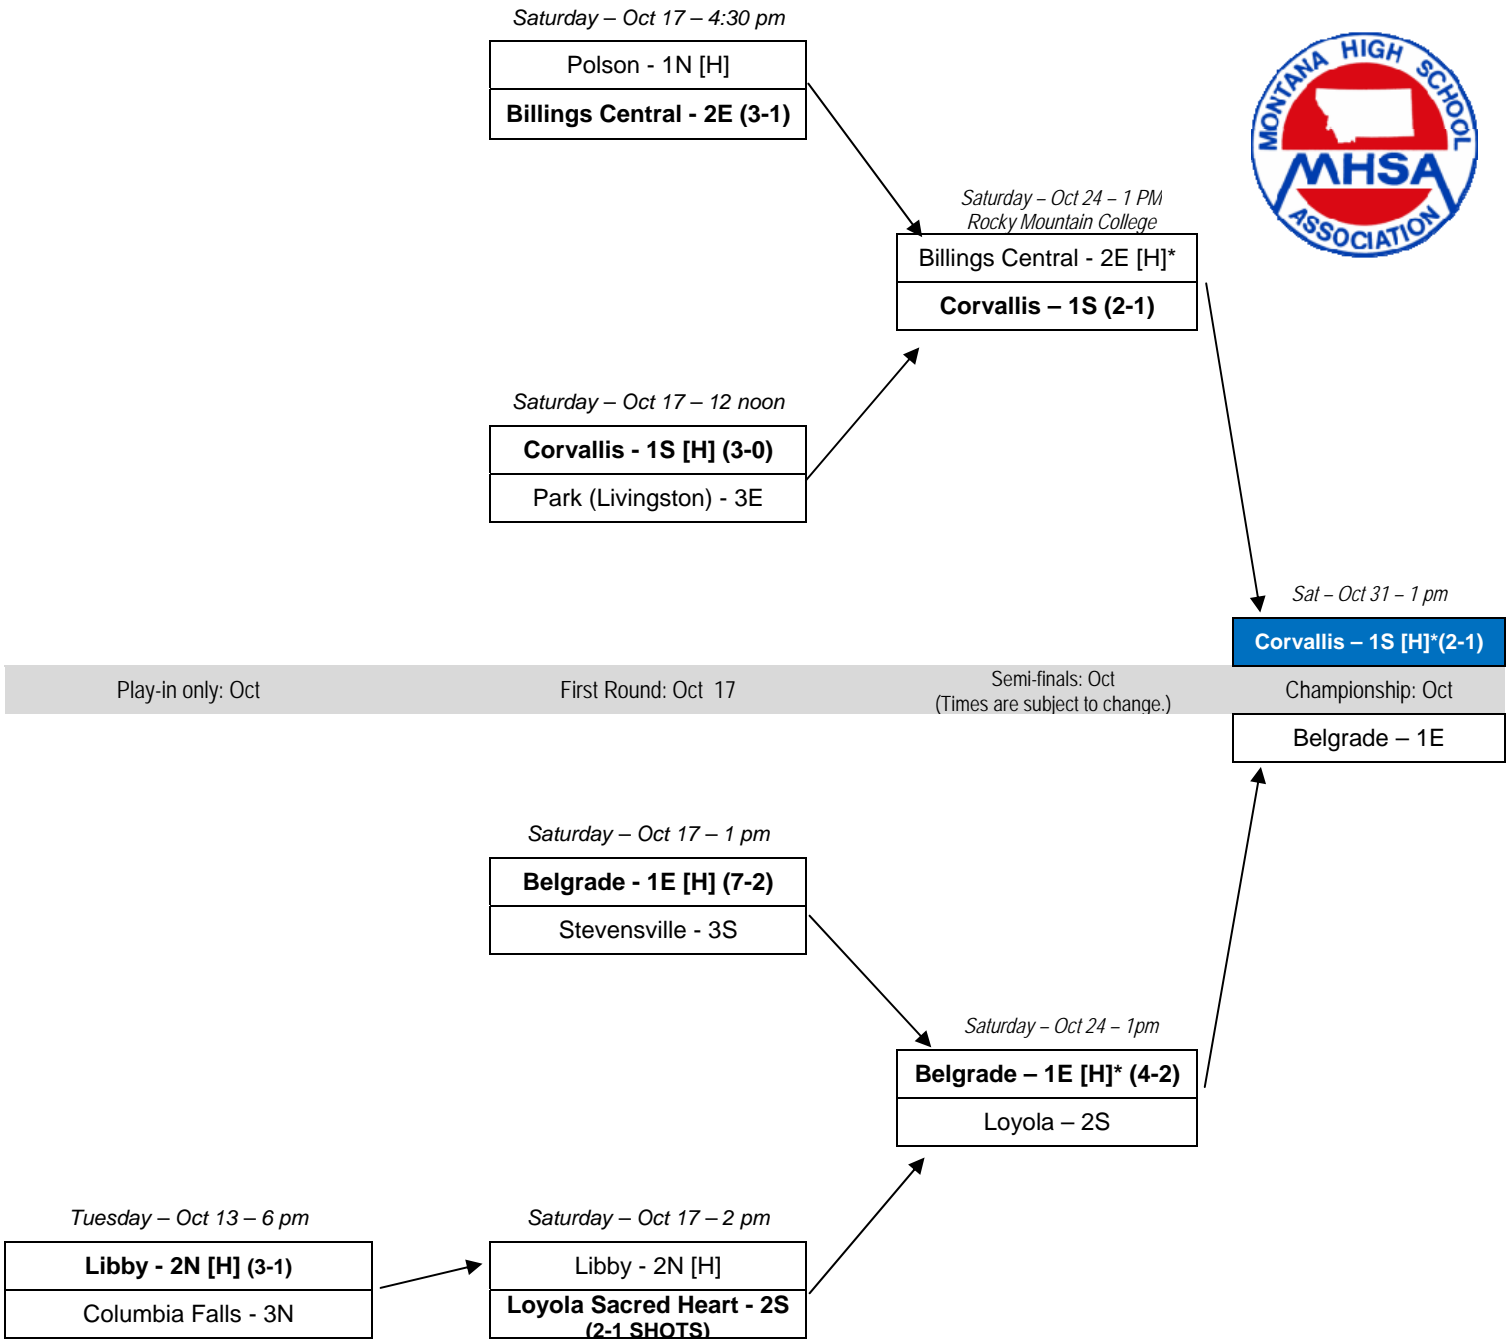 Saturday – Oct 17 – 4:30 pm
Polson - 1N [H]
Billings Central - 2E (3-1)
MONTANA HIGH SCHOOL
MHSA
ASSOCIATION
Saturday – Oct 24 – 1 PM
Rocky Mountain College
Billings Central - 2E [H]*
Corvallis – 1S (2-1)
Saturday – Oct 17 – 12 noon
Corvallis - 1S [H] (3-0)
Park (Livingston) - 3E
Sat – Oct 31 – 1 pm
Corvallis – 1S [H]*(2-1)
Play-in only: Oct
First Round: Oct 17
Semi-finals: Oct
(Times are subject to change.)
Championship: Oct
Belgrade – 1E
Saturday – Oct 17 – 1 pm
Belgrade - 1E [H] (7-2)
Stevensville - 3S
Saturday – Oct 24 – 1pm
Belgrade – 1E [H]* (4-2)
Loyola – 2S
Tuesday – Oct 13 – 6 pm
Libby - 2N [H] (3-1)
Columbia Falls - 3N
Saturday – Oct 17 – 2 pm
Libby - 2N [H]
Loyola Sacred Heart - 2S
(2-1 SHOTS)